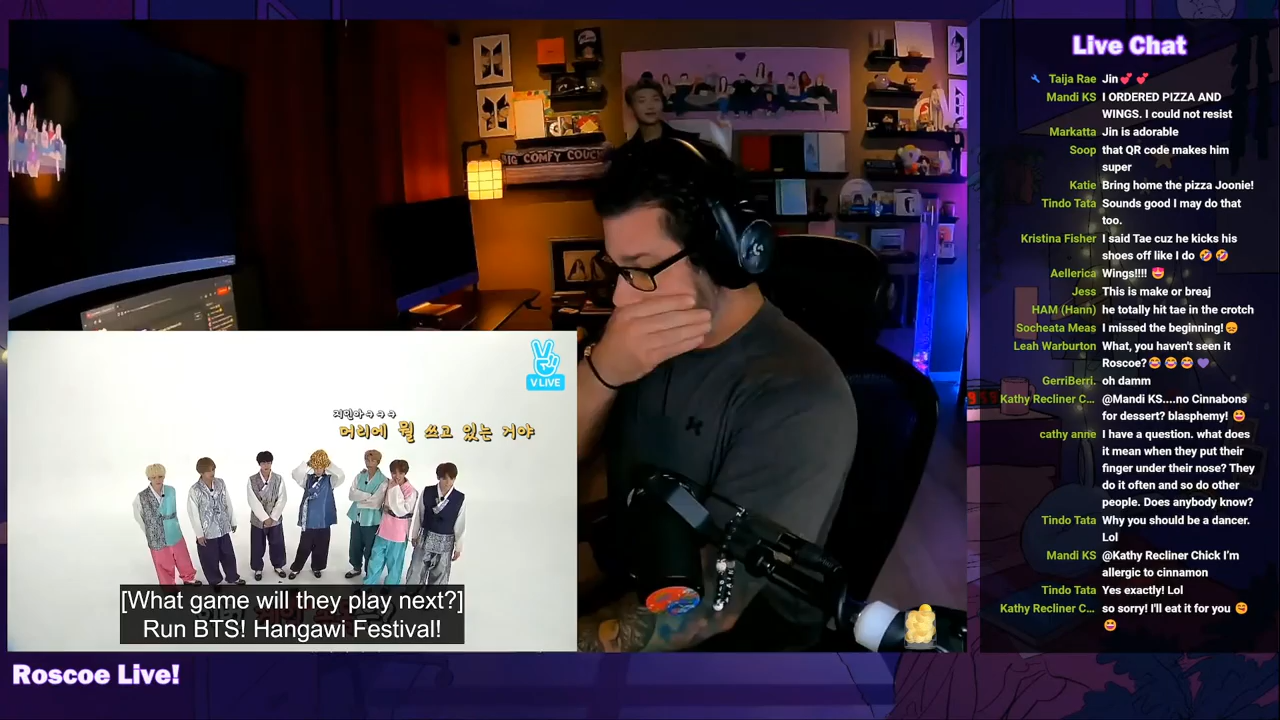 Live Chat
Taija Rae Jin💕 💕
Mandi KS I ORDERED PIZZA AND
WINGS. I could not resist
Markatta Jin is adorable
Soop that QR code makes him
super
Katie Bring home the pizza Joonie!
Tindo Tata Sounds good I may do that
too.
Kristina Fisher I said Tae cuz he kicks his
shoes off like I do 🤣 🤣
Aellerica Wings!!!! 😍
Jess This is make or breaj
HAM (Hann) he totally hit tae in the crotch
Socheata Meas I missed the beginning!😞
Leah Warburton What, you haven't seen it
Roscoe?😂 😂 😂 💜
GerriBerri. oh damm
Kathy Recliner C... @Mandi KS....no Cinnabons
for dessert? blasphemy! 😄
cathy anne I have a question. what does
it mean when they put their
finger under their nose? They
do it often and so do other
people. Does anybody know?
Tindo Tata Why you should be a dancer.
Lol
Mandi KS @Kathy Recliner Chick I'm
allergic to cinnamon
Tindo Tata Yes exactly! Lol
Kathy Recliner C... so sorry! I'll eat it for you 🤗
😄
BIG COMFY COUCH
V LIVE
지민아ㅋㅋㅋ
머리에 뭘 쓰고 있는 거야
[What game will they play next?]
Run BTS! Hangawi Festival!
Roscoe Live!